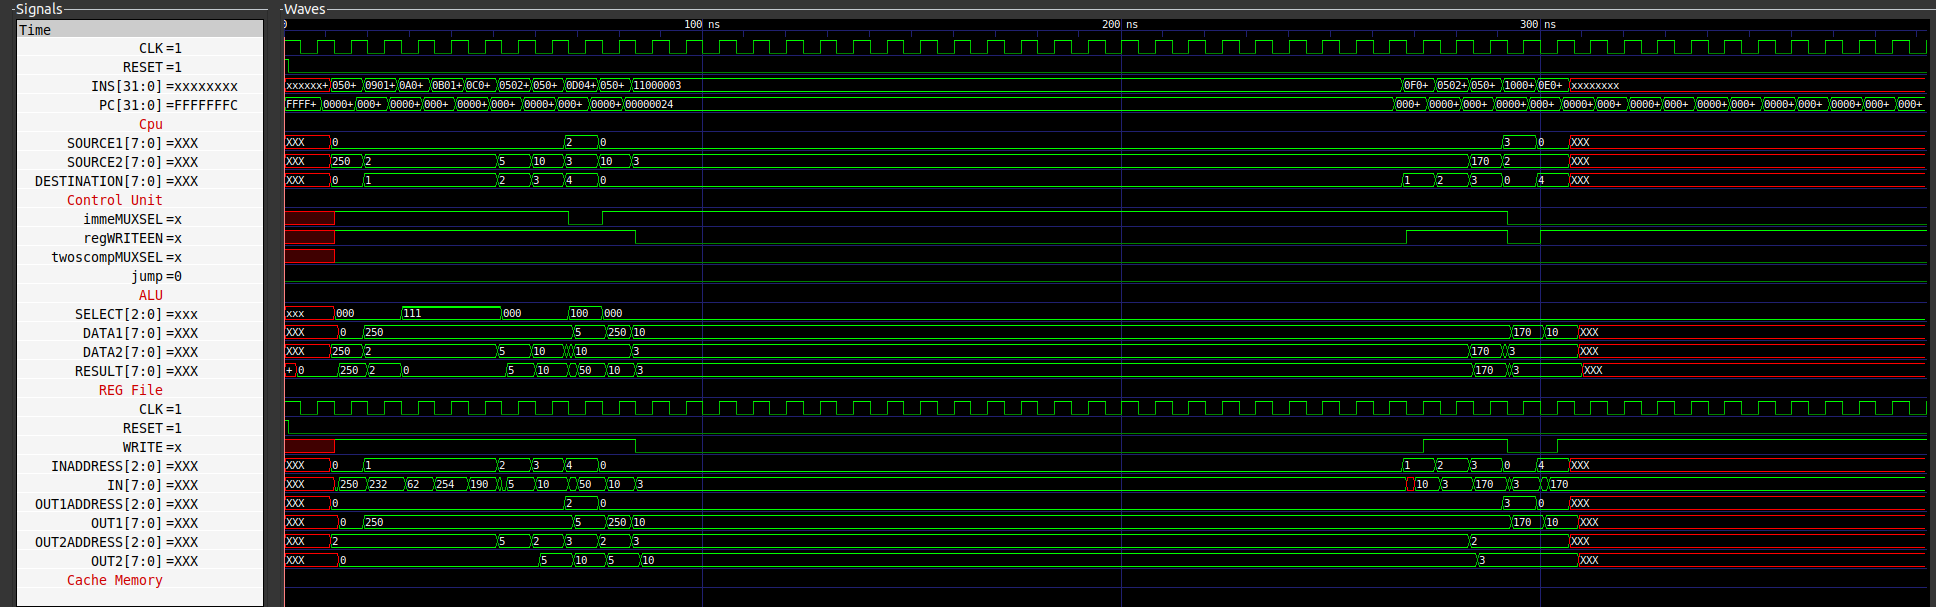 Signals Waves
Time 0 100 ns 200 ns 300 ns
CLK =1
RESET =1
INS[31:0] =xxxxxxxx xxxxxx+ 050+ 0901+ 0A0+ 0B01+ 0C0+ 0502+ 050+ 0D04+ 050+ 11000003 0F0+ 0502+ 050+ 1000+ 0E0+ xxxxxxxx
PC[31:0] =FFFFFFFC FFFF+ 0000+ 000+ 0000+ 000+ 0000+ 000+ 0000+ 000+ 0000+ 00000024 000+ 0000+ 000+ 0000+ 000+ 0000+ 000+ 0000+ 000+ 0000+ 000+ 0000+ 000+ 0000+ 000+ 000+
Cpu
SOURCE1[7:0] =XXX XXX 0 2 0 3 0 XXX
SOURCE2[7:0] =XXX XXX 250 2 5 10 3 10 3 170 2 XXX
DESTINATION[7:0] =XXX XXX 0 1 2 3 4 0 1 2 3 0 4 XXX
Control Unit
immeMUXSEL =x
regWRITEEN =x
twoscompMUXSEL =x
jump =0
ALU
SELECT[2:0] =xxx xxx 000 111 000 100 000
DATA1[7:0] =XXX XXX 0 250 5 250 10 170 10 XXX
DATA2[7:0] =XXX XXX 250 2 5 10 10 3 170 3 XXX
RESULT[7:0] =XXX + 0 250 2 0 5 10 50 10 3 170 3 XXX
REG File
CLK =1
RESET =1
WRITE =x
INADDRESS[2:0] =XXX XXX 0 1 2 3 4 0 1 2 3 0 4 XXX
IN[7:0] =XXX XXX 250 232 62 254 190 5 10 50 10 3 10 3 170 3 170
OUT1ADDRESS[2:0] =XXX XXX 0 2 0 3 0 XXX
OUT1[7:0] =XXX XXX 0 250 5 250 10 170 10 XXX
OUT2ADDRESS[2:0] =XXX XXX 2 5 2 3 2 3 2 XXX
OUT2[7:0] =XXX XXX 0 5 10 5 10 3 XXX
Cache Memory